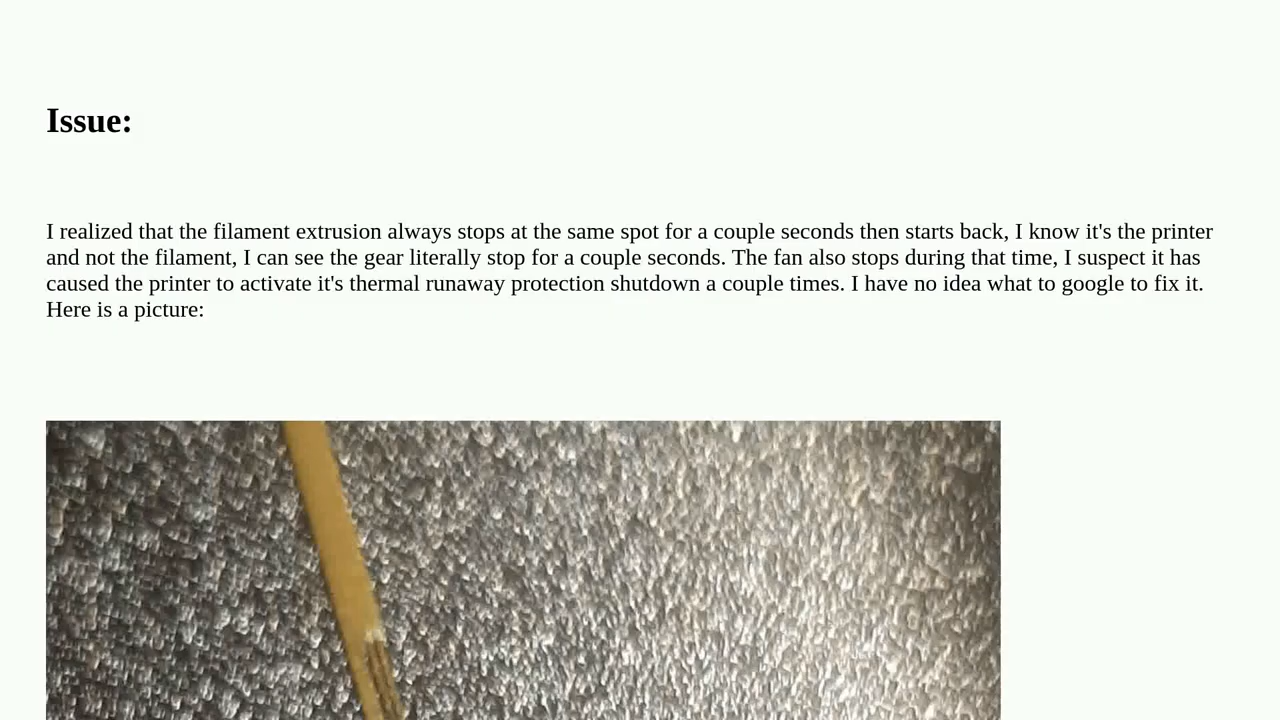 Issue:
I realized that the filament extrusion always stops at the same spot for a couple seconds then starts back, I know it's the printer
and not the filament, I can see the gear literally stop for a couple seconds. The fan also stops during that time, I suspect it has
caused the printer to activate it's thermal runaway protection shutdown a couple times. I have no idea what to google to fix it.
Here is a picture: